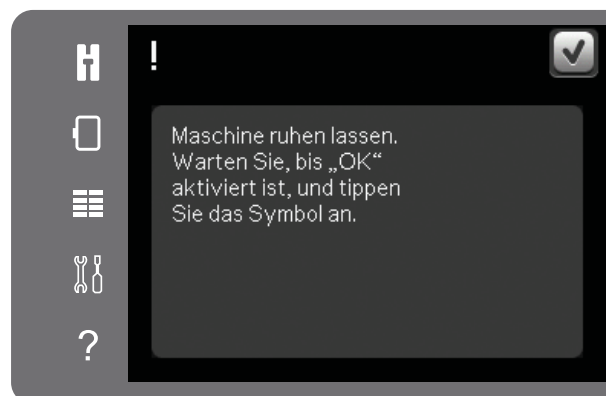 !
Maschine ruhen lassen.
Warten Sie, bis „OK“
aktiviert ist, und tippen
Sie das Symbol an.
?